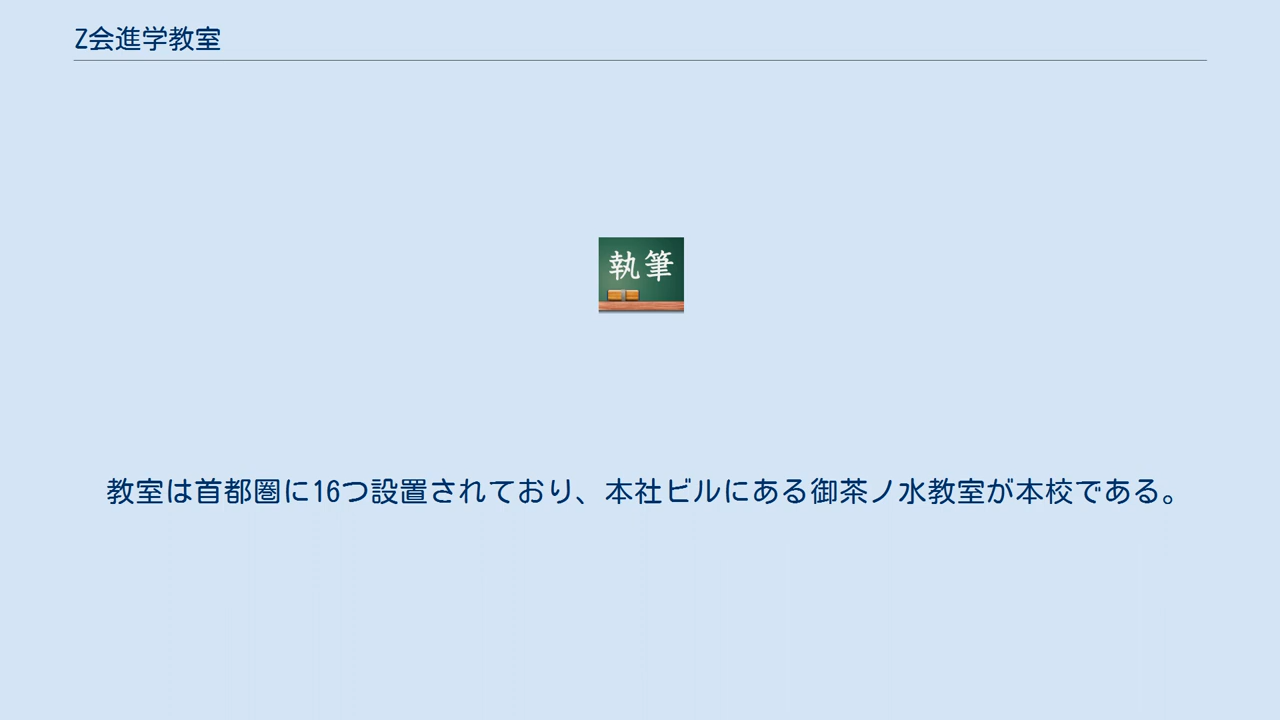 Z会進学教室
執筆
教室は首都圏に16つ設置されており、本社ビルにある御茶ノ水教室が本校である。